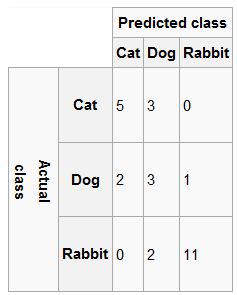 Predicted class
Cat Dog Rabbit
Actual
class
Cat 5 3 0
Dog 2 3 1
Rabbit 0 2 11